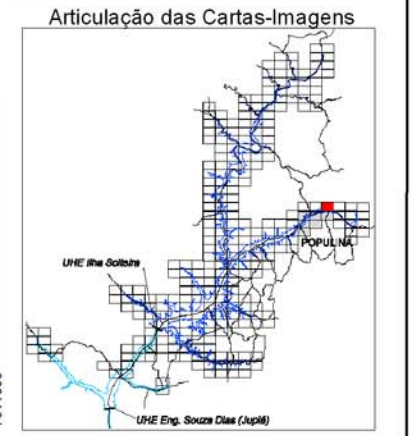 Articulação das Cartas-Imagens
POPULINA
UHE Ilha Solteira
UHE Eng. Souza Dias (Jupiá)